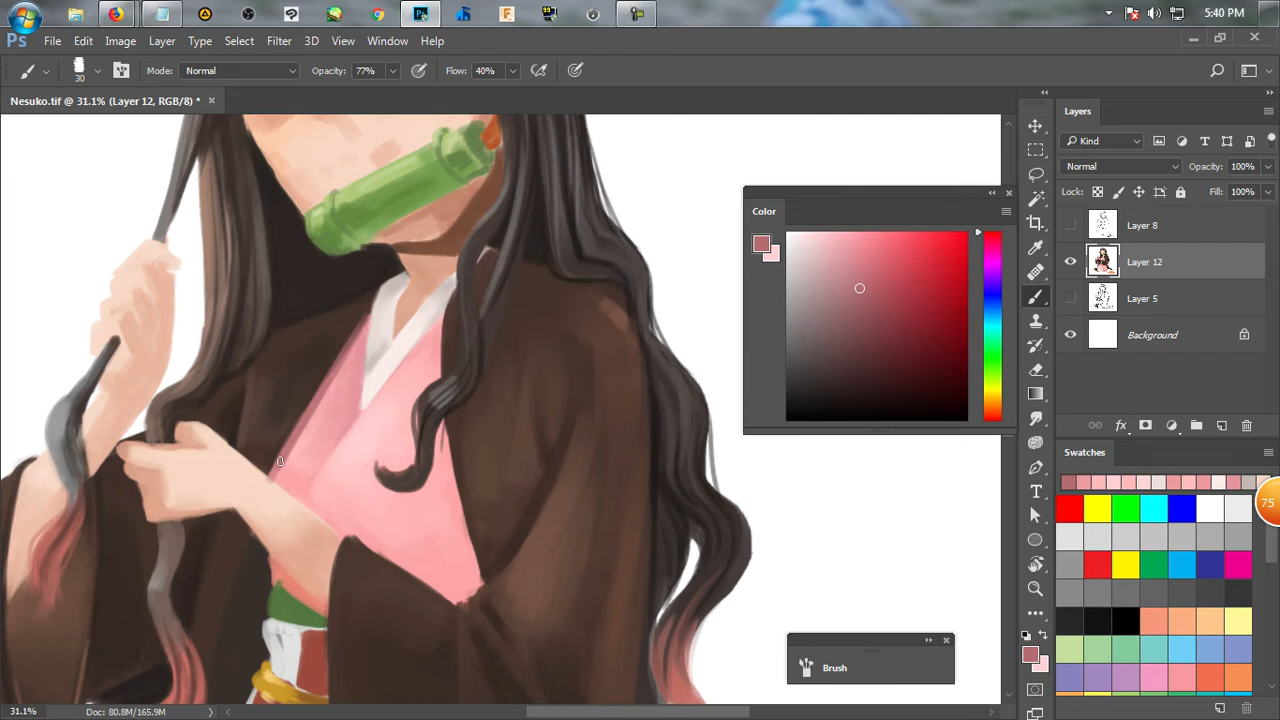 5:40 PM
Ps File Edit Image Layer Type Select Filter 3D View Window Help
30 Mode: Normal Opacity: 77% Flow: 40%
Nesuko.tif @ 31.1% (Layer 12, RGB/8) * ×
Layers
Kind
Normal Opacity: 100%
Lock: Fill: 100%
Layer 8
Layer 12
Layer 5
Background
fx
Color
Swatches
75
Brush
31.1% Doc: 80.8M/165.9M